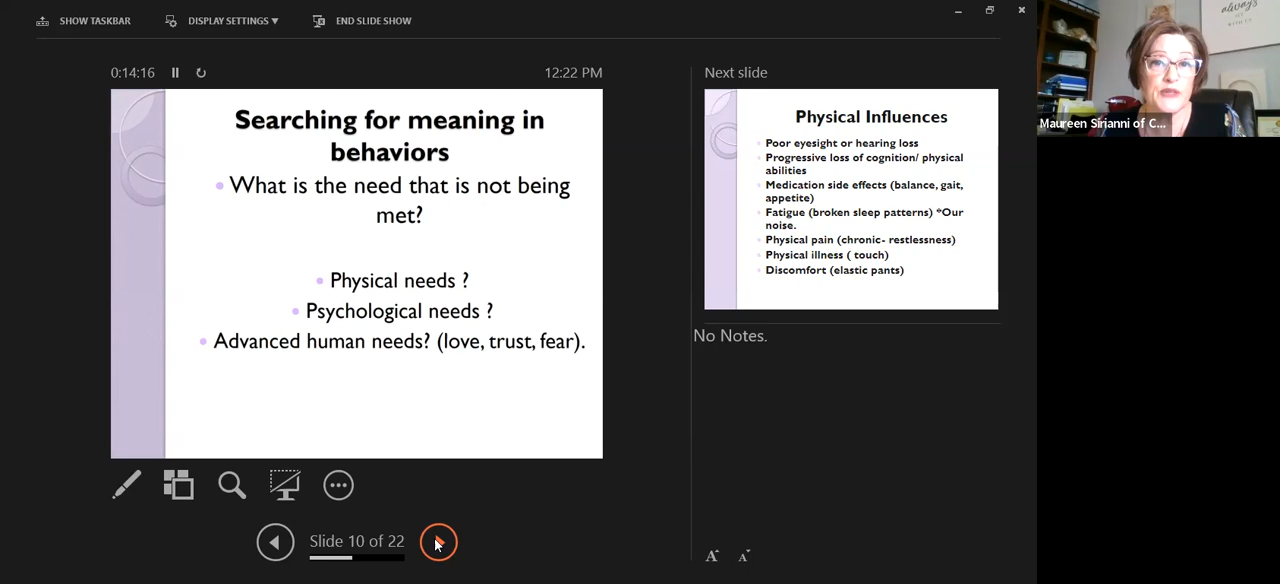 SHOW TASKBAR
DISPLAY SETTINGS ▾
END SLIDE SHOW
0:14:16
12:22 PM
Searching for meaning in
behaviors
• What is the need that is not being
met?
• Physical needs ?
• Psychological needs ?
• Advanced human needs? (love, trust, fear).
Slide 10 of 22
Next slide
Physical Influences
Poor eyesight or hearing loss
Progressive loss of cognition/ physical
abilities
Medication side effects (balance, gait,
appetite)
Fatigue (broken sleep patterns) *Our
noise.
Physical pain (chronic- restlessness)
Physical illness ( touch)
Discomfort (elastic pants)
No Notes.
A A
always
Maureen Sirianni of C...